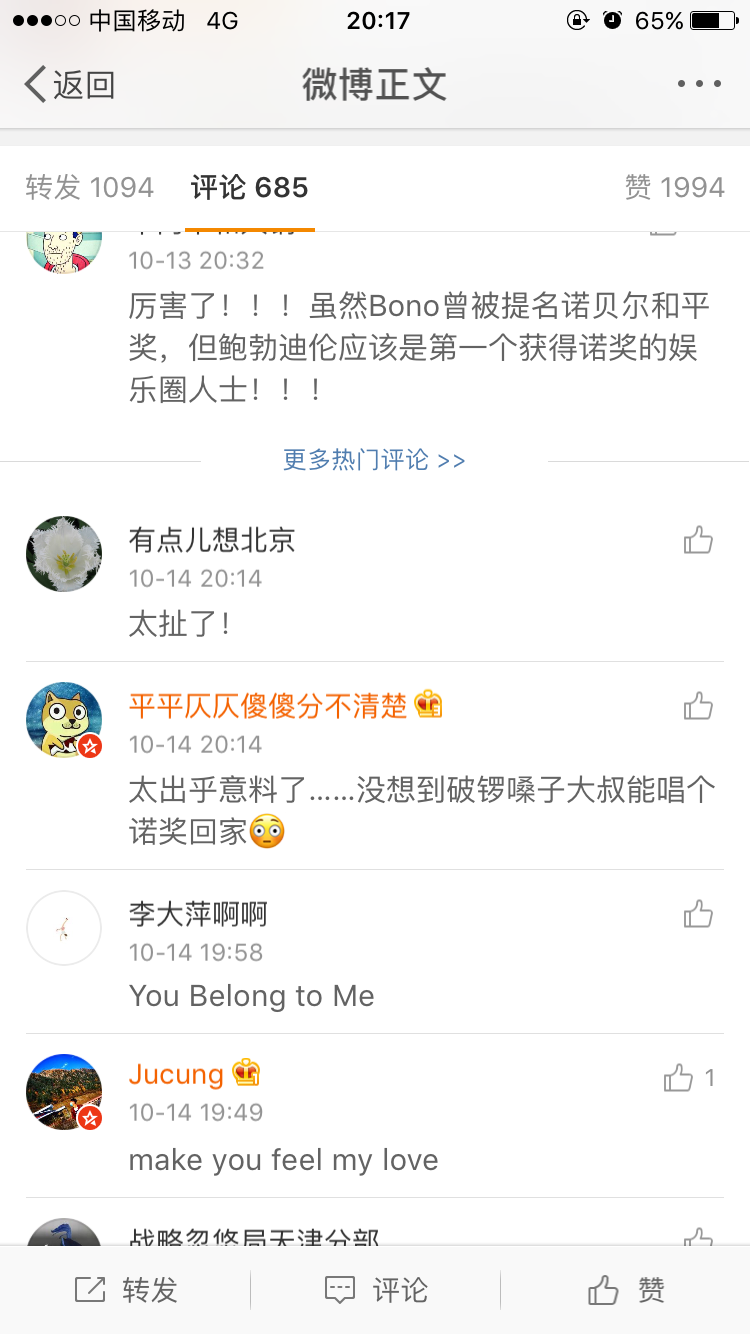 中国移动 4G 20:17 65%
返回 微博正文
转发 1094 评论 685 赞 1994
10-13 20:32
厉害了！！！虽然Bono曾被提名诺贝尔和平
奖，但鲍勃迪伦应该是第一个获得诺奖的娱
乐圈人士！！！
更多热门评论 >>
有点儿想北京
10-14 20:14
太扯了！
平平仄仄傻傻分不清楚
10-14 20:14
太出乎意料了……没想到破锣嗓子大叔能唱个
诺奖回家
李大萍啊啊
10-14 19:58
You Belong to Me
Jucung
1
10-14 19:49
make you feel my love
战略忽悠局天津分部
转发 评论 赞